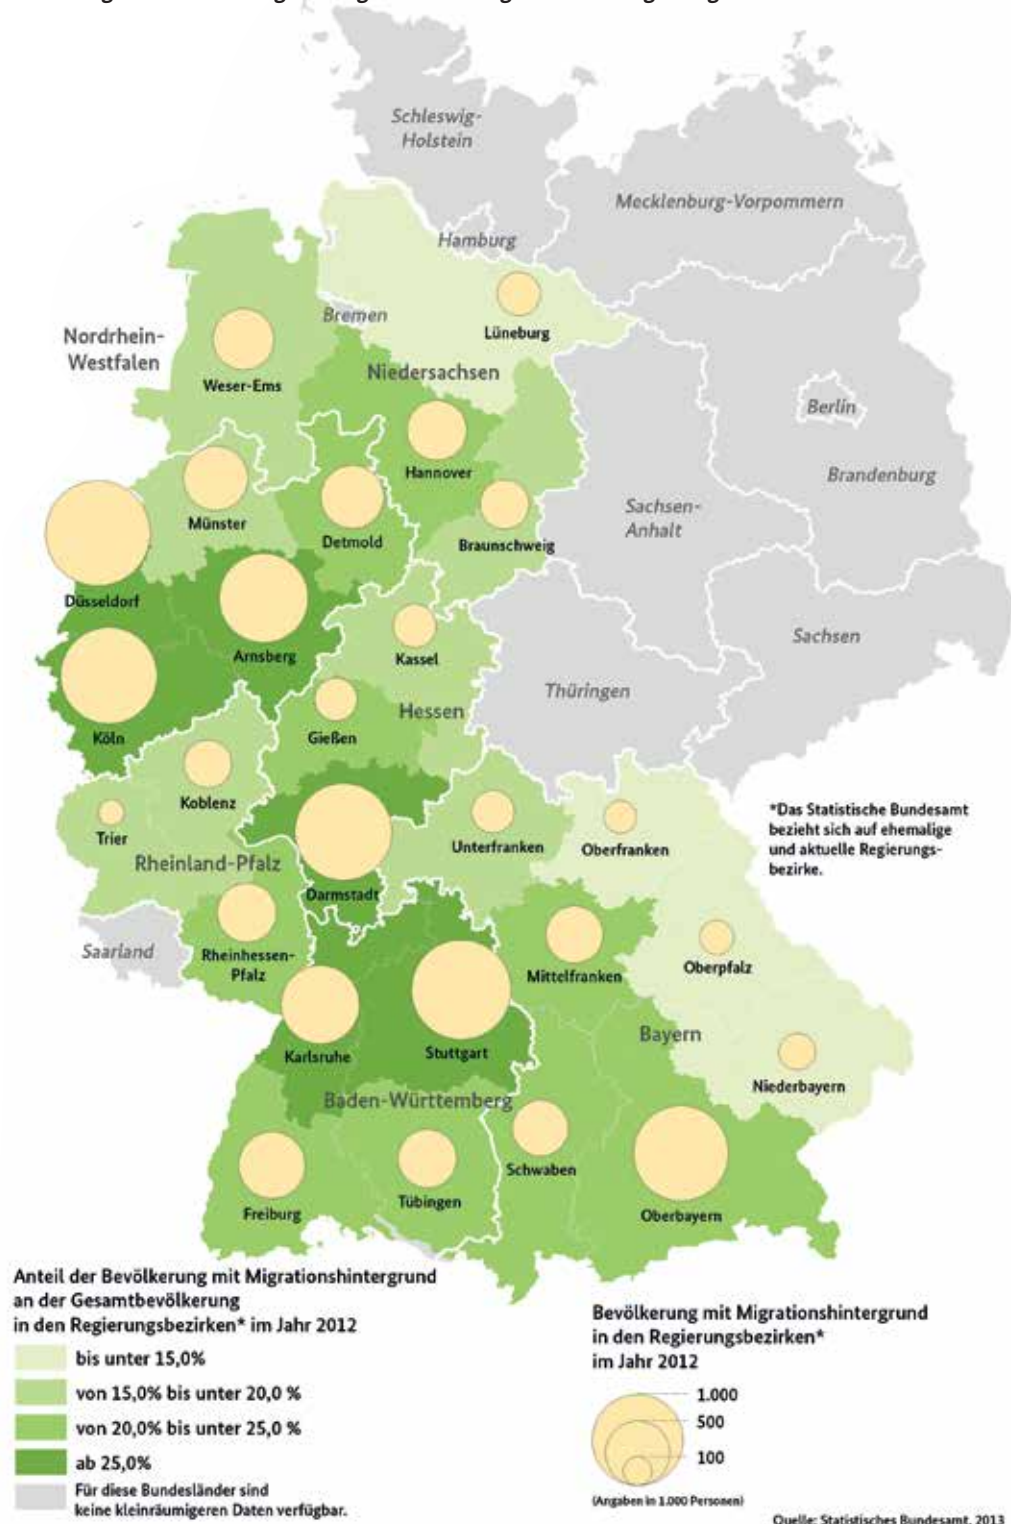 Schleswig-
Holstein
Mecklenburg-Vorpommern
Hamburg
Bremen
Lüneburg
Nordrhein-
Westfalen
Niedersachsen
Weser-Ems
Berlin
Hannover
Brandenburg
Münster
Detmold
Braunschweig
Sachsen-
Anhalt
Düsseldorf
Arnsberg
Kassel
Sachsen
Thüringen
Hessen
Köln
Gießen
Koblenz
Trier
Unterfranken
Oberfranken
*Das Statistische Bundesamt
bezieht sich auf ehemalige
und aktuelle Regierungs-
bezirke.
Rheinland-Pfalz
Darmstadt
Saarland
Rheinhessen-
Pfalz
Mittelfranken
Oberpfalz
Bayern
Karlsruhe
Stuttgart
Niederbayern
Baden-Württemberg
Schwaben
Freiburg
Tübingen
Oberbayern
Anteil der Bevölkerung mit Migrationshintergrund
an der Gesamtbevölkerung
in den Regierungsbezirken* im Jahr 2012
bis unter 15,0%
von 15,0% bis unter 20,0 %
von 20,0% bis unter 25,0 %
ab 25,0%
Für diese Bundesländer sind
keine kleinräumigeren Daten verfügbar.
Bevölkerung mit Migrationshintergrund
in den Regierungsbezirken*
im Jahr 2012
1.000
500
100
(Angaben in 1.000 Personen)
Quelle: Statistisches Bundesamt, 2013